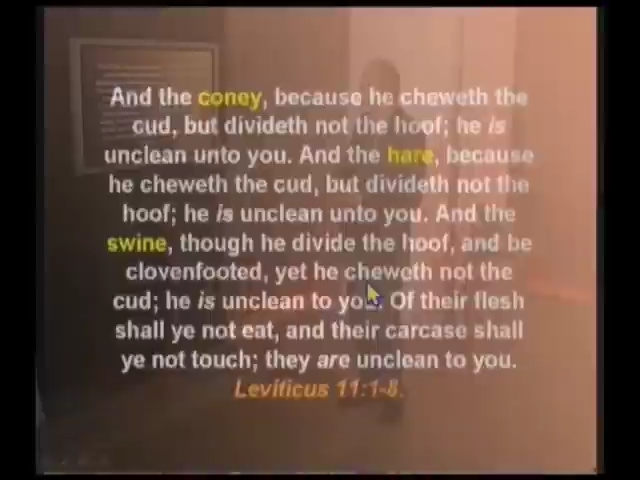 And the coney, because he cheweth the
cud, but divideth not the hoof; he is
unclean unto you. And the hare, because
he cheweth the cud, but divideth not the
hoof; he is unclean unto you. And the
swine, though he divide the hoof, and be
clovenfooted, yet he cheweth not the
cud; he is unclean to you. Of their flesh
shall ye not eat, and their carcase shall
ye not touch; they are unclean to you.
Leviticus 11:1-8.